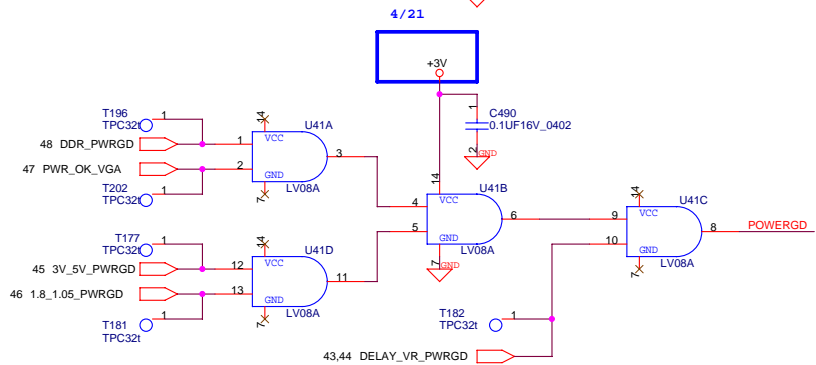 4/21
+3V
C490
0.1UF16V_0402
1
2
GND
T196
TPC32t
1
48 DDR_PWRGD
47 PWR_OK_VGA
T202
TPC32t
1
14
U41A
VCC
1
2
3
GND
7
LV08A
T177
TPC32t
1
45 3V_5V_PWRGD
46 1.8_1.05_PWRGD
T181
TPC32t
1
14
U41D
VCC
12
13
11
GND
7
LV08A
14
U41B
VCC
4
5
6
GND
7
GND
LV08A
T182
TPC32t
1
43,44 DELAY_VR_PWRGD
14
U41C
VCC
9
10
8
GND
7
LV08A
POWERGD